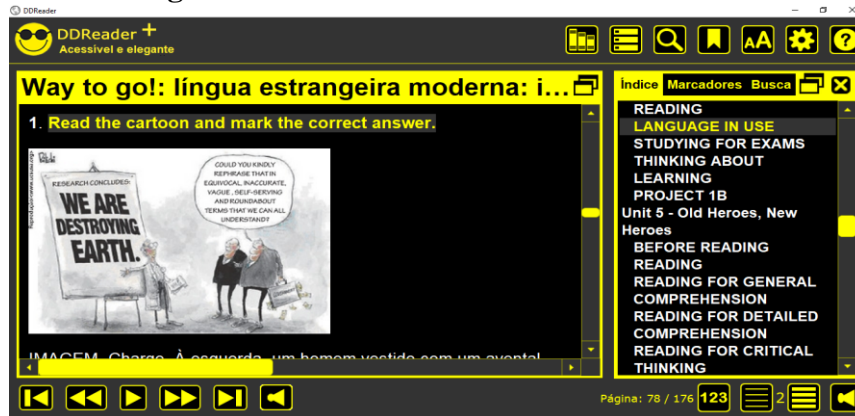 DDReader
DDReader +
Acessivel e elegante
AA
?
Way to go!: língua estrangeira moderna: i...
1. Read the cartoon and mark the correct answer.
RESEARCH CONCLUDES:
WE ARE
DESTROYING
EARTH.
COULD YOU KINDLY
REPHRASE THAT IN
EQUIVOCAL, INACCURATE,
VAGUE, SELF-SERVING
AND ROUNDABOUT
TERMS THAT WE CAN ALL
UNDERSTAND?
IMAGEM. Charge. À esquerda, um homem vestido com um avental
Índice Marcadores Busca
READING
LANGUAGE IN USE
STUDYING FOR EXAMS
THINKING ABOUT
LEARNING
PROJECT 1B
Unit 5 - Old Heroes, New
Heroes
BEFORE READING
READING
READING FOR GENERAL
COMPREHENSION
READING FOR DETAILED
COMPREHENSION
READING FOR CRITICAL
THINKING
Página: 78 / 176 123 2